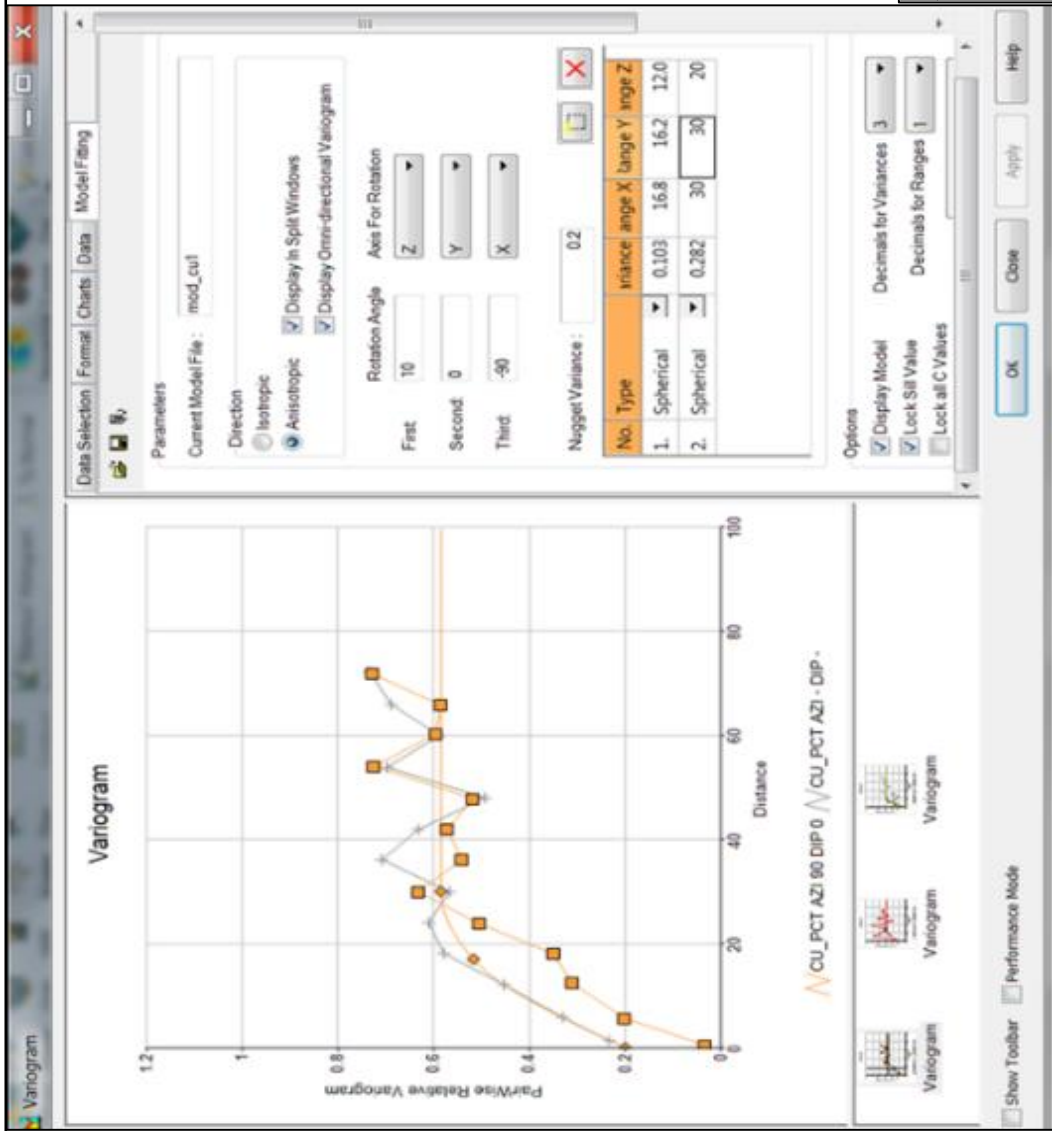 Variogram
Variogram
1.2
1
0.8
0.6
0.4
0.2
0
PairWise Relative Variogram
0
20
40
60
80
100
Distance
CU_PCT AZI 90 DIP 0 CU_PCT AZI - DIP -
Variogram
Variogram
Variogram
Data Selection Format Charts Data Model Fitting
Parameters
Current Model File : mod_cu1
Direction
Isotropic
Anisotropic
Display In Split Windows
Display Omni-directional Variogram
Rotation Angle Axis For Rotation
First: 10 Z
Second: 0 Y
Third: -90 X
Nugget Variance : 0.2
No. Type ariance ange X tange Y ange Z
1. Spherical 0.103 16.8 16.2 12.0
2. Spherical 0.282 30 30 20
Options
Display Model Decimals for Variances 3
Lock Sill Value Decimals for Ranges 1
Lock all C Values
Show Toolbar Performance Mode
OK Close Apply Help